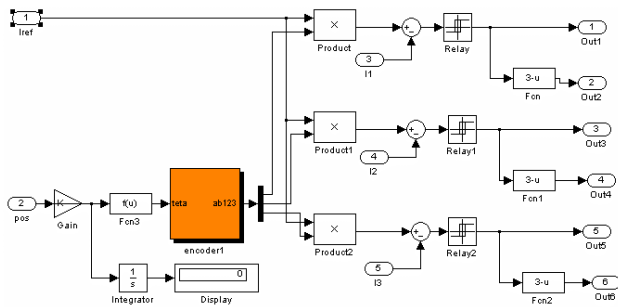 1
Iref
×
Product
3
I1
+
-
Relay
1
Out1
3-u
Fcn
2
Out2
×
Product1
4
I2
+
-
Relay1
3
Out3
3-u
Fcn1
4
Out4
2
pos
K
Gain
f(u)
Fcn3
teta
ab123
encoder1
×
Product2
5
I3
+
-
Relay2
5
Out5
3-u
Fcn2
6
Out6
1
s
Integrator
0
Display